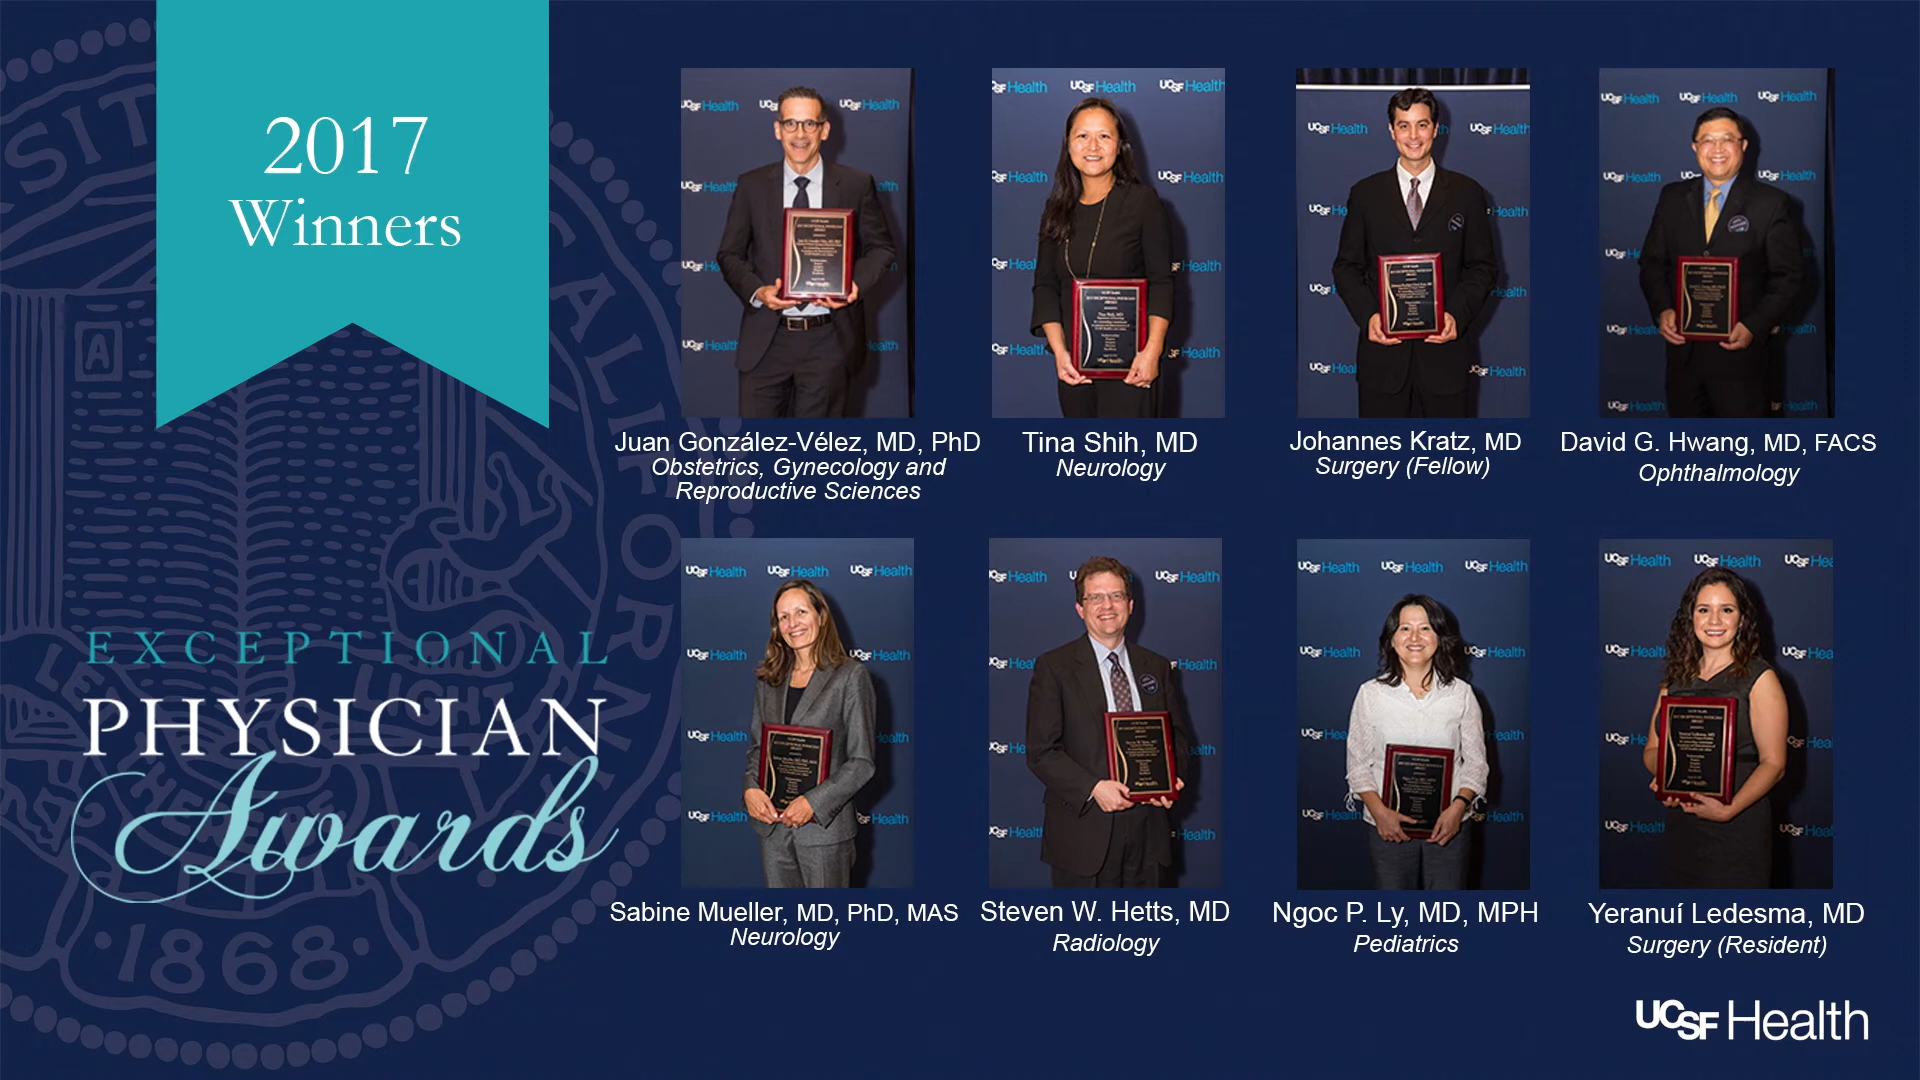 2017
Winners
EXCEPTIONAL
PHYSICIAN
Awards
·1868·
Juan González-Vélez, MD, PhD
Obstetrics, Gynecology and
Reproductive Sciences
Tina Shih, MD
Neurology
Johannes Kratz, MD
Surgery (Fellow)
David G. Hwang, MD, FACS
Ophthalmology
Sabine Mueller, MD, PhD, MAS
Neurology
Steven W. Hetts, MD
Radiology
Ngoc P. Ly, MD, MPH
Pediatrics
Yeranuí Ledesma, MD
Surgery (Resident)
UCSF Health